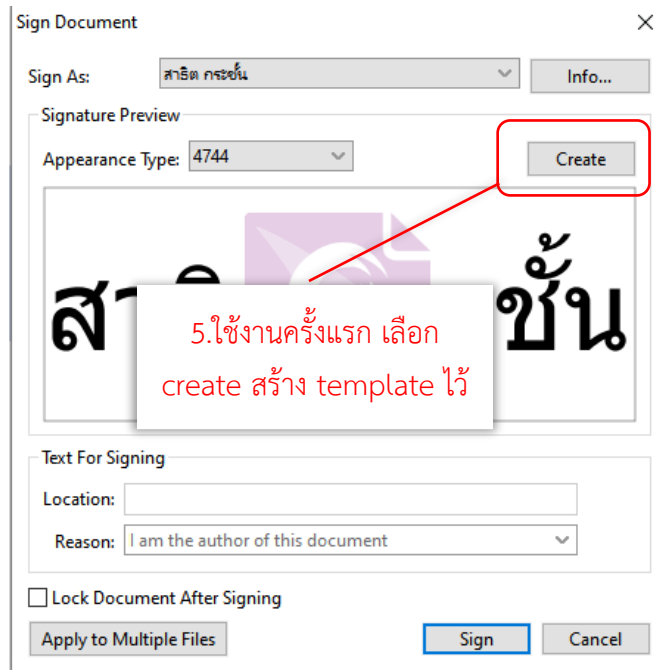 Sign Document
Sign As: สาธิต กระชั้น Info...
Signature Preview
Appearance Type: 4744 Create
สา ชั้น
5.ใช้งานครั้งแรก เลือก
create สร้าง template ไว้
Text For Signing
Location:
Reason: I am the author of this document
Lock Document After Signing
Apply to Multiple Files Sign Cancel